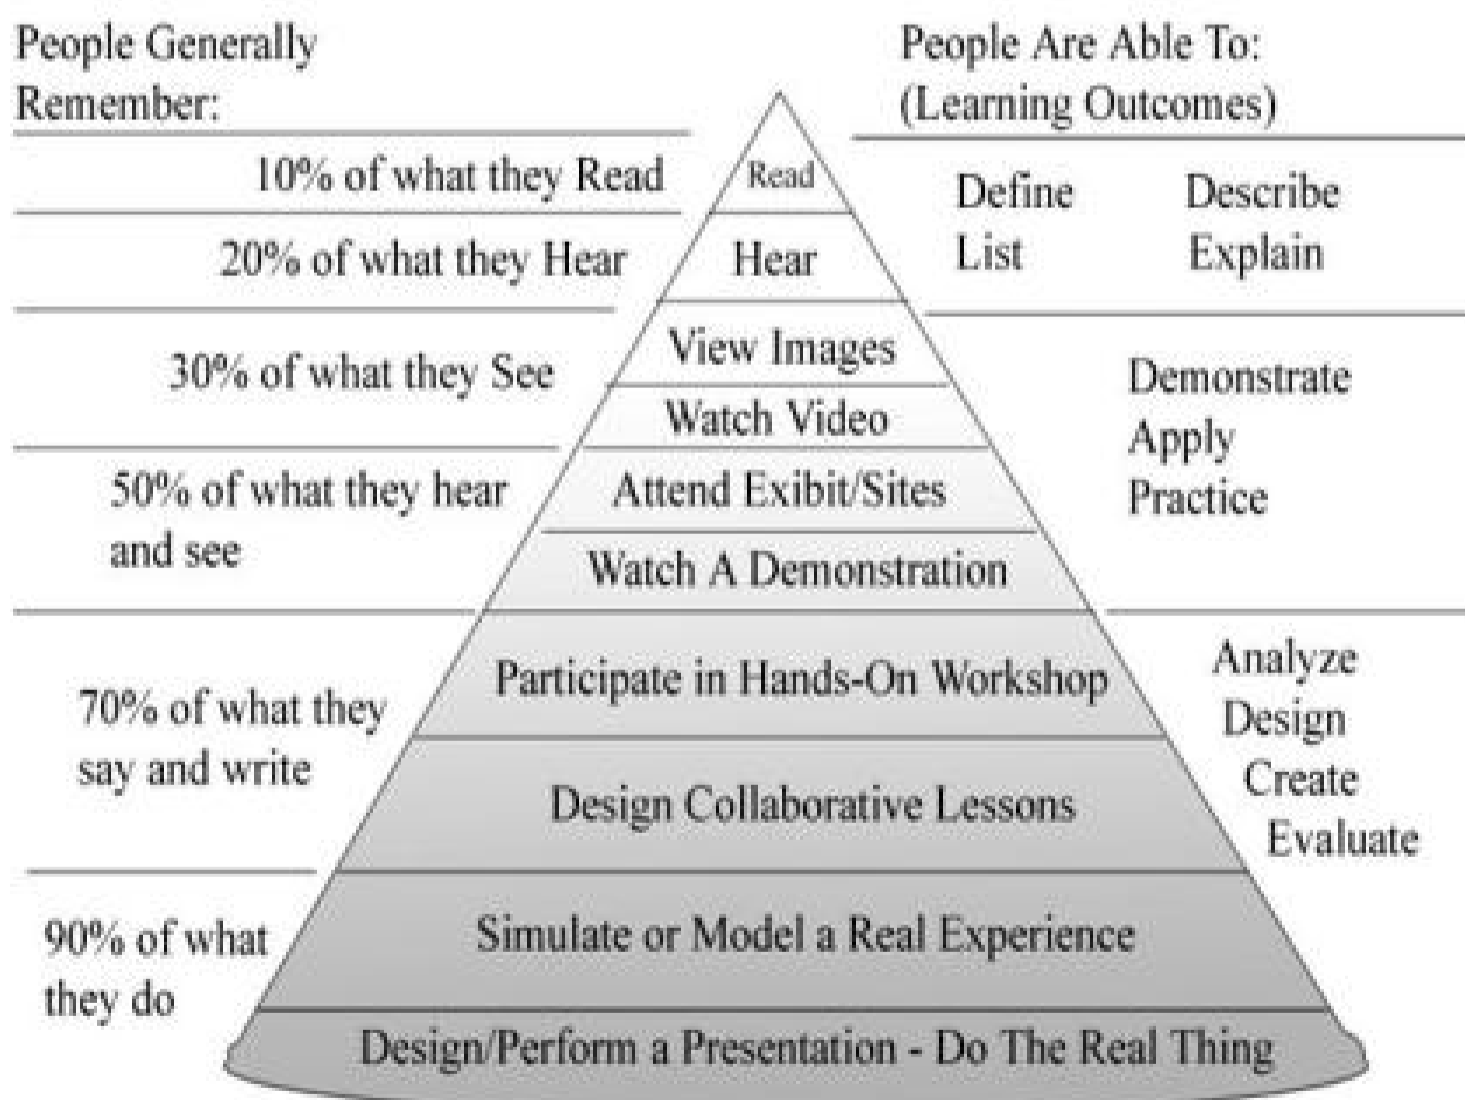 People Generally
Remember:
10% of what they Read
20% of what they Hear
30% of what they See
50% of what they hear
and see
70% of what they
say and write
90% of what
they do
Read
Hear
View Images
Watch Video
Attend Exibit/Sites
Watch A Demonstration
Participate in Hands-On Workshop
Design Collaborative Lessons
Simulate or Model a Real Experience
Design/Perform a Presentation - Do The Real Thing
People Are Able To:
(Learning Outcomes)
Define Describe
List Explain
Demonstrate
Apply
Practice
Analyze
Design
Create
Evaluate